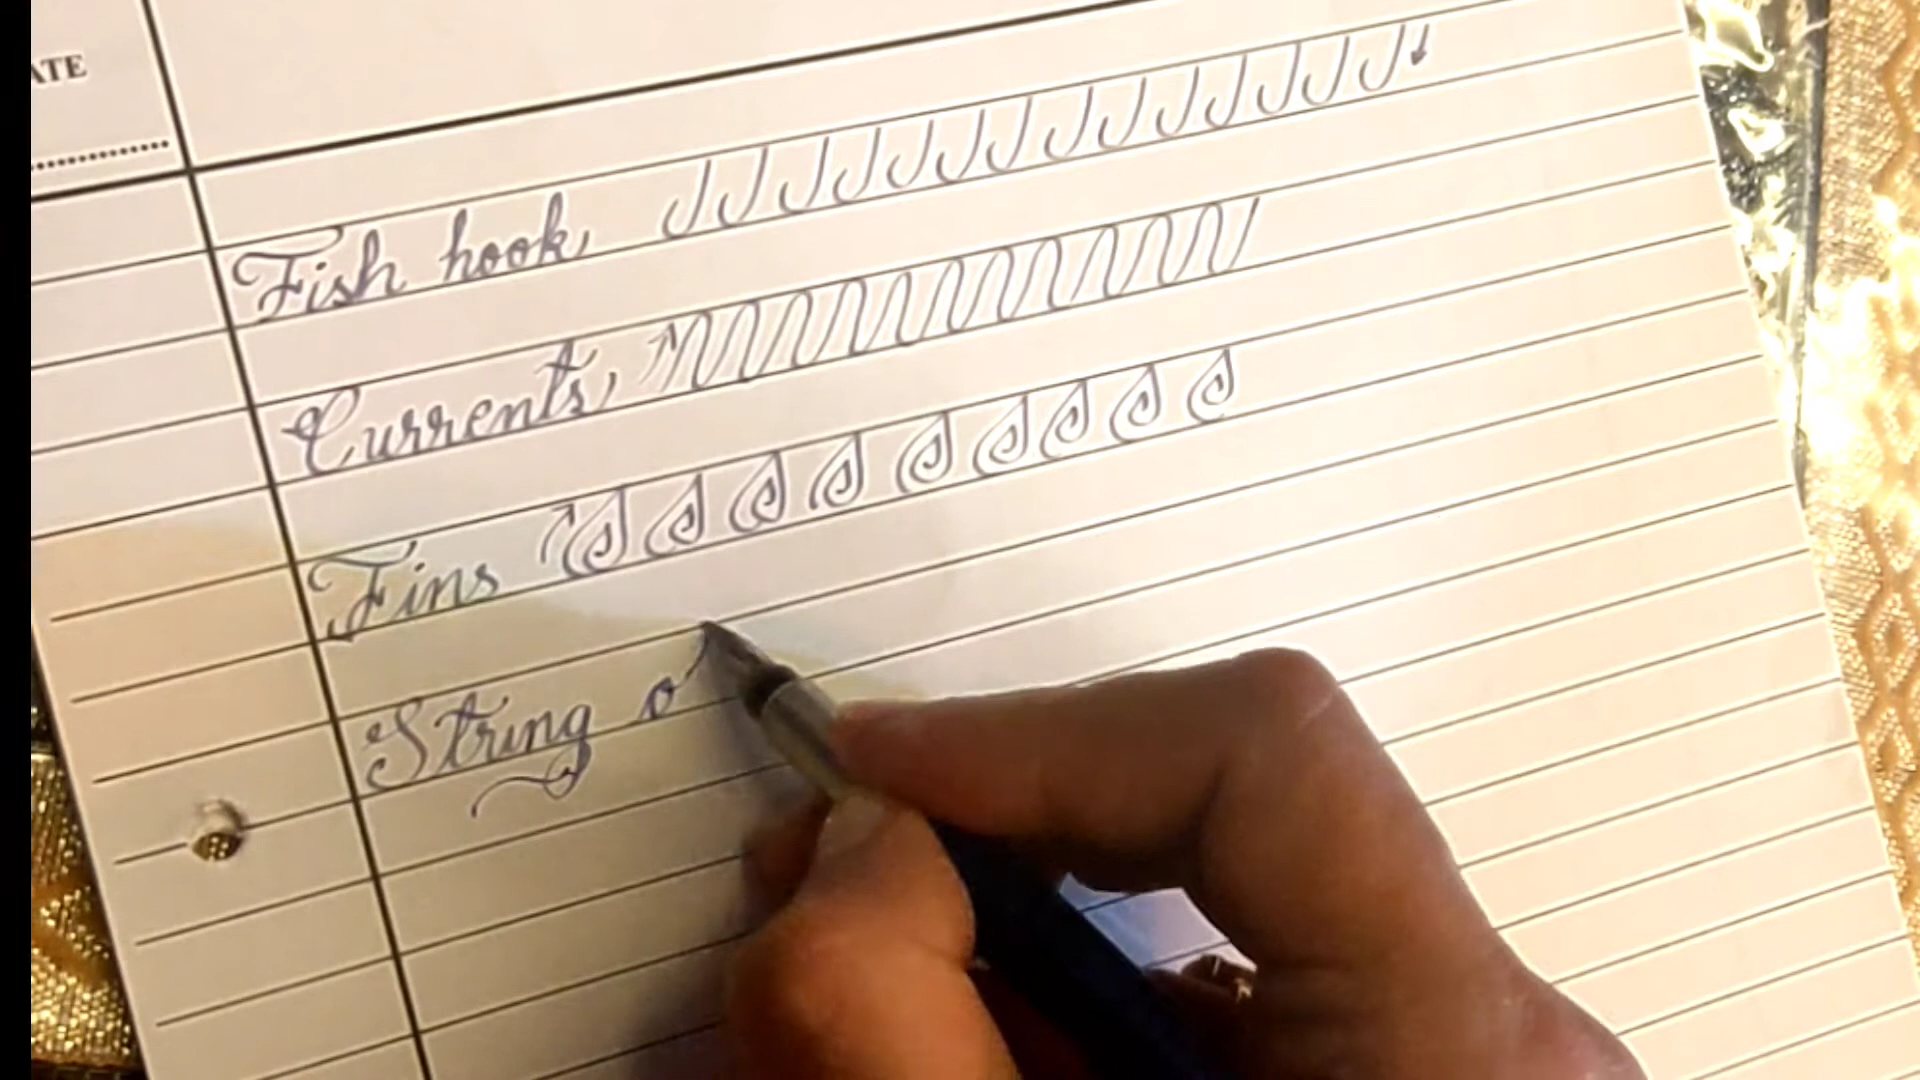 ATE
Fish hook,
Currents,
Fins
String o